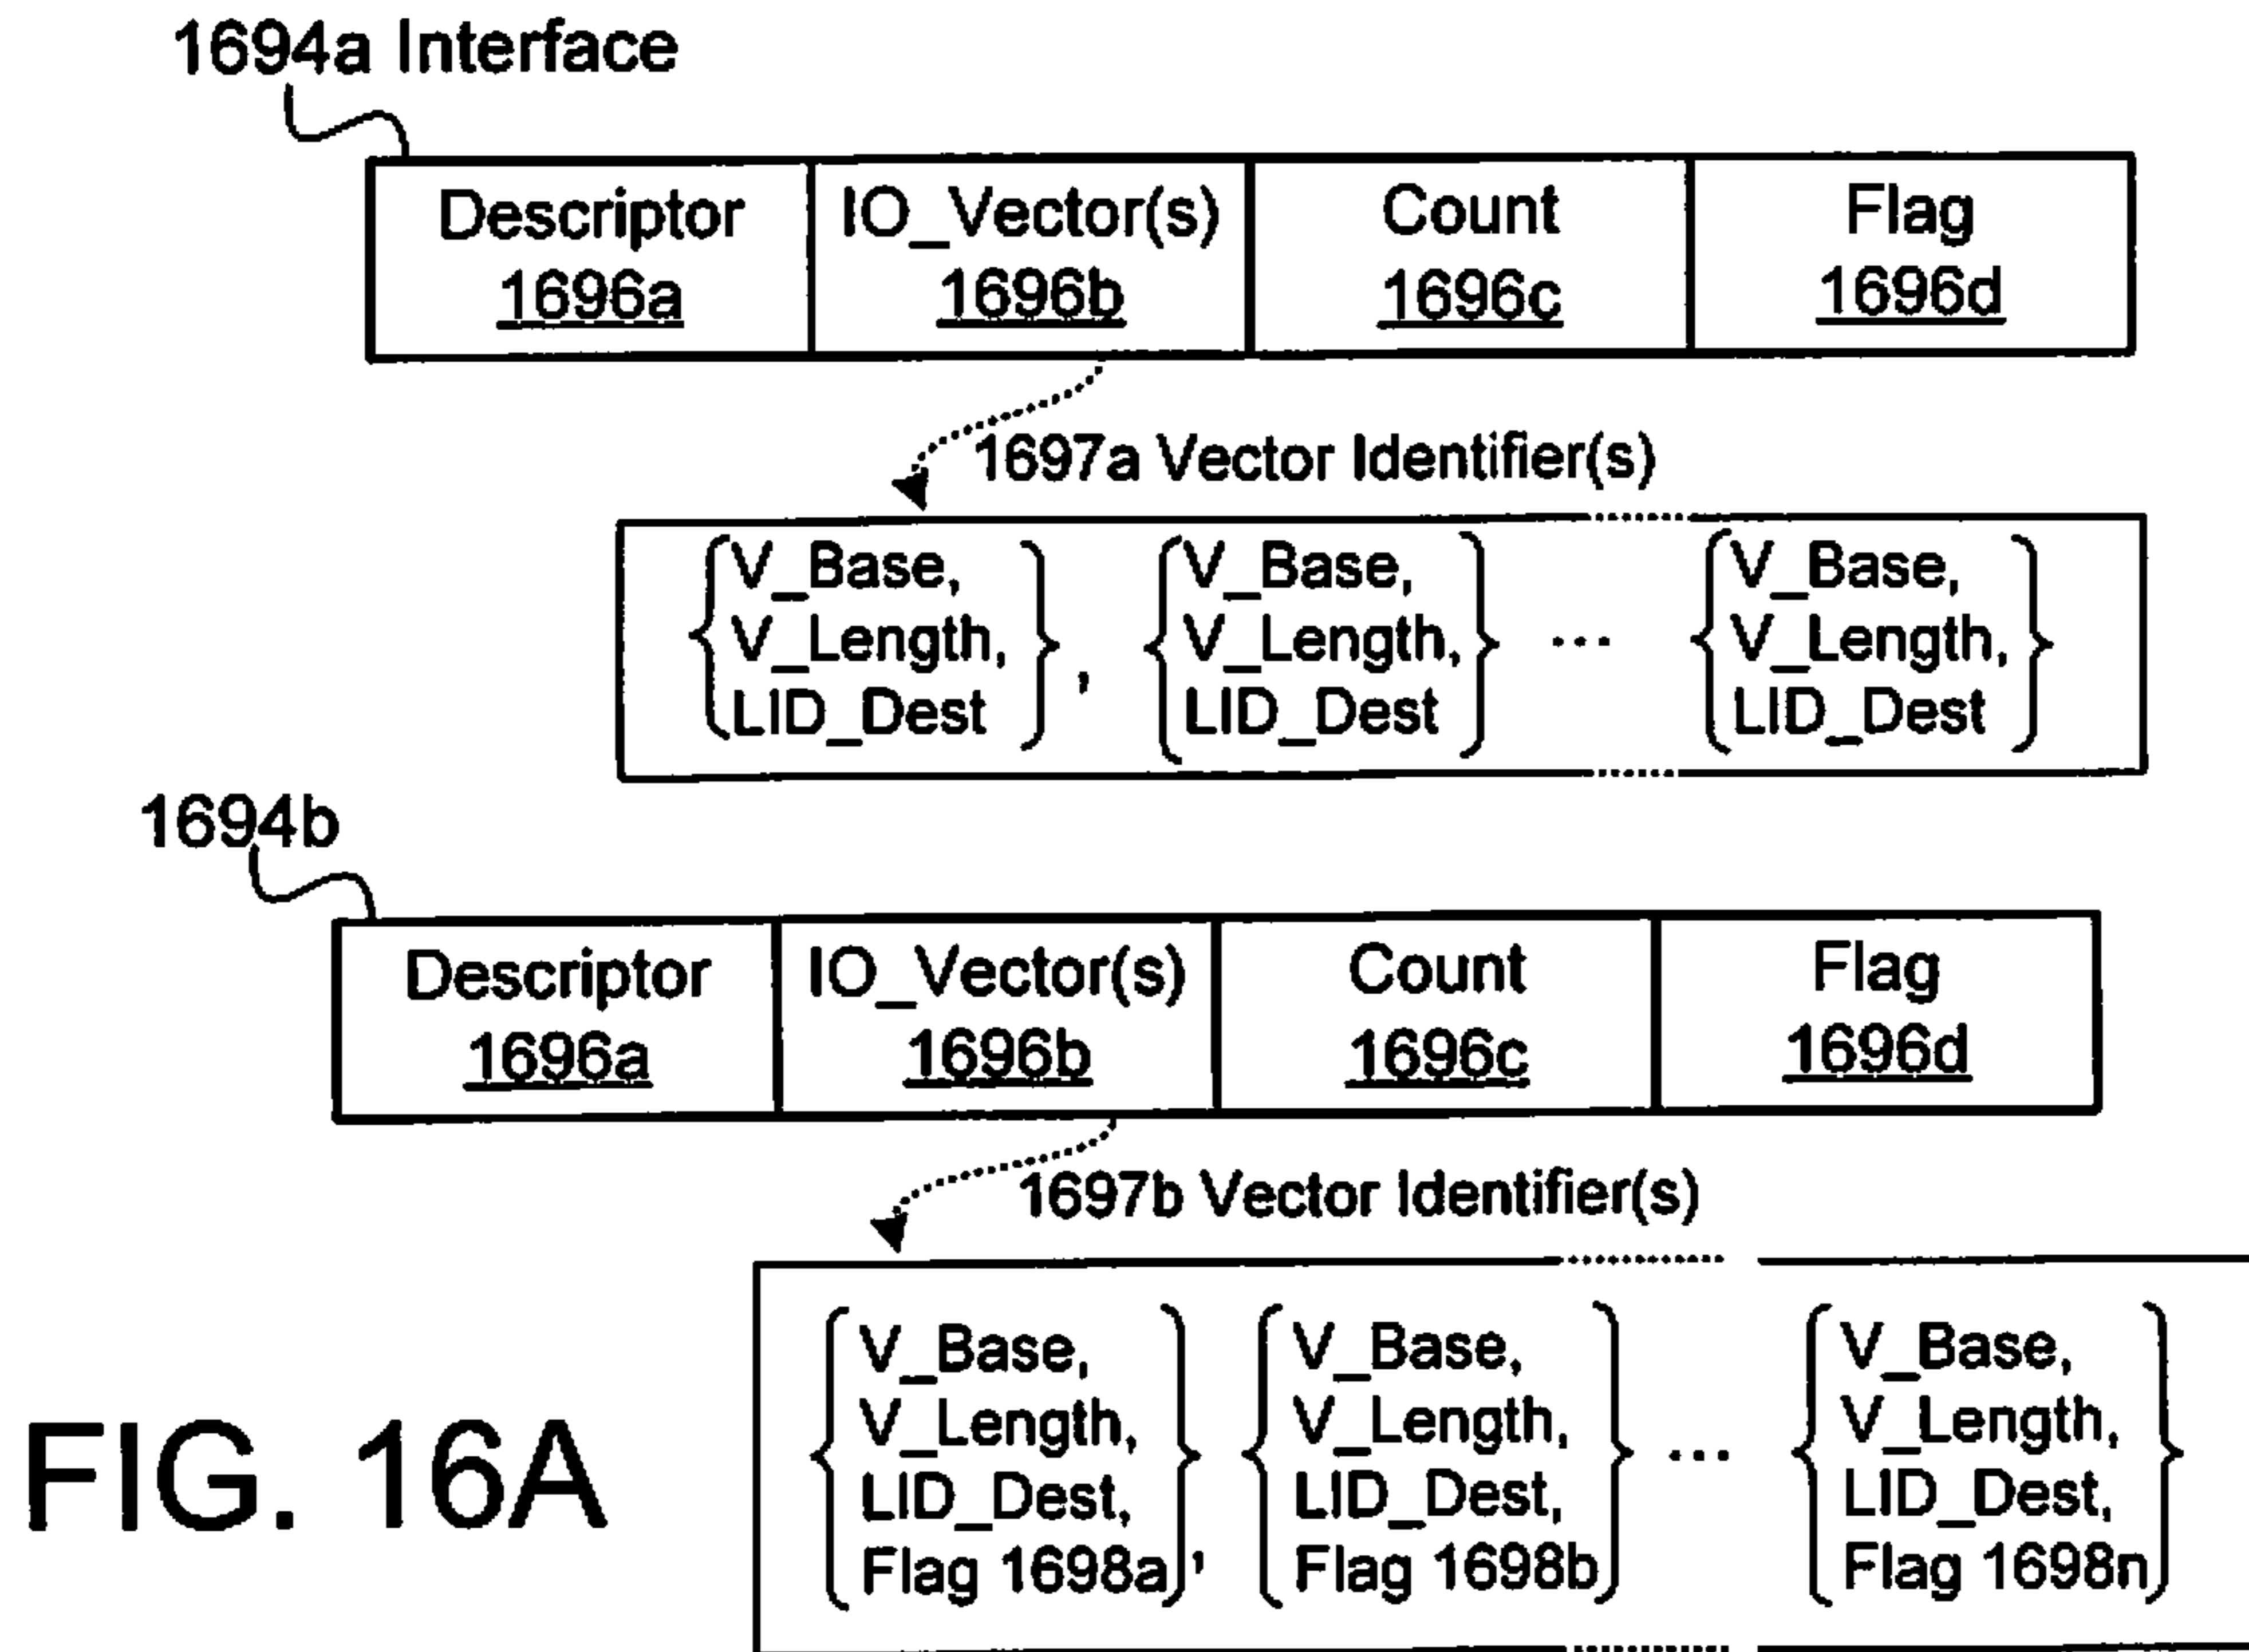 1694a Interface
Descriptor IO_Vector(s) Count Flag
1696a 1696b 1696c 1696d
1697a Vector Identifier(s)
{V_Base, {V_Base, {V_Base,
V_Length, V_Length, ... V_Length,
LID_Dest}, LID_Dest} LID_Dest}
1694b
Descriptor IO_Vector(s) Count Flag
1696a 1696b 1696c 1696d
1697b Vector Identifier(s)
{V_Base, {V_Base, {V_Base,
V_Length, V_Length, ... V_Length,
LID_Dest, LID_Dest, LID_Dest,
Flag 1698a}, Flag 1698b} Flag 1698n}
FIG. 16A